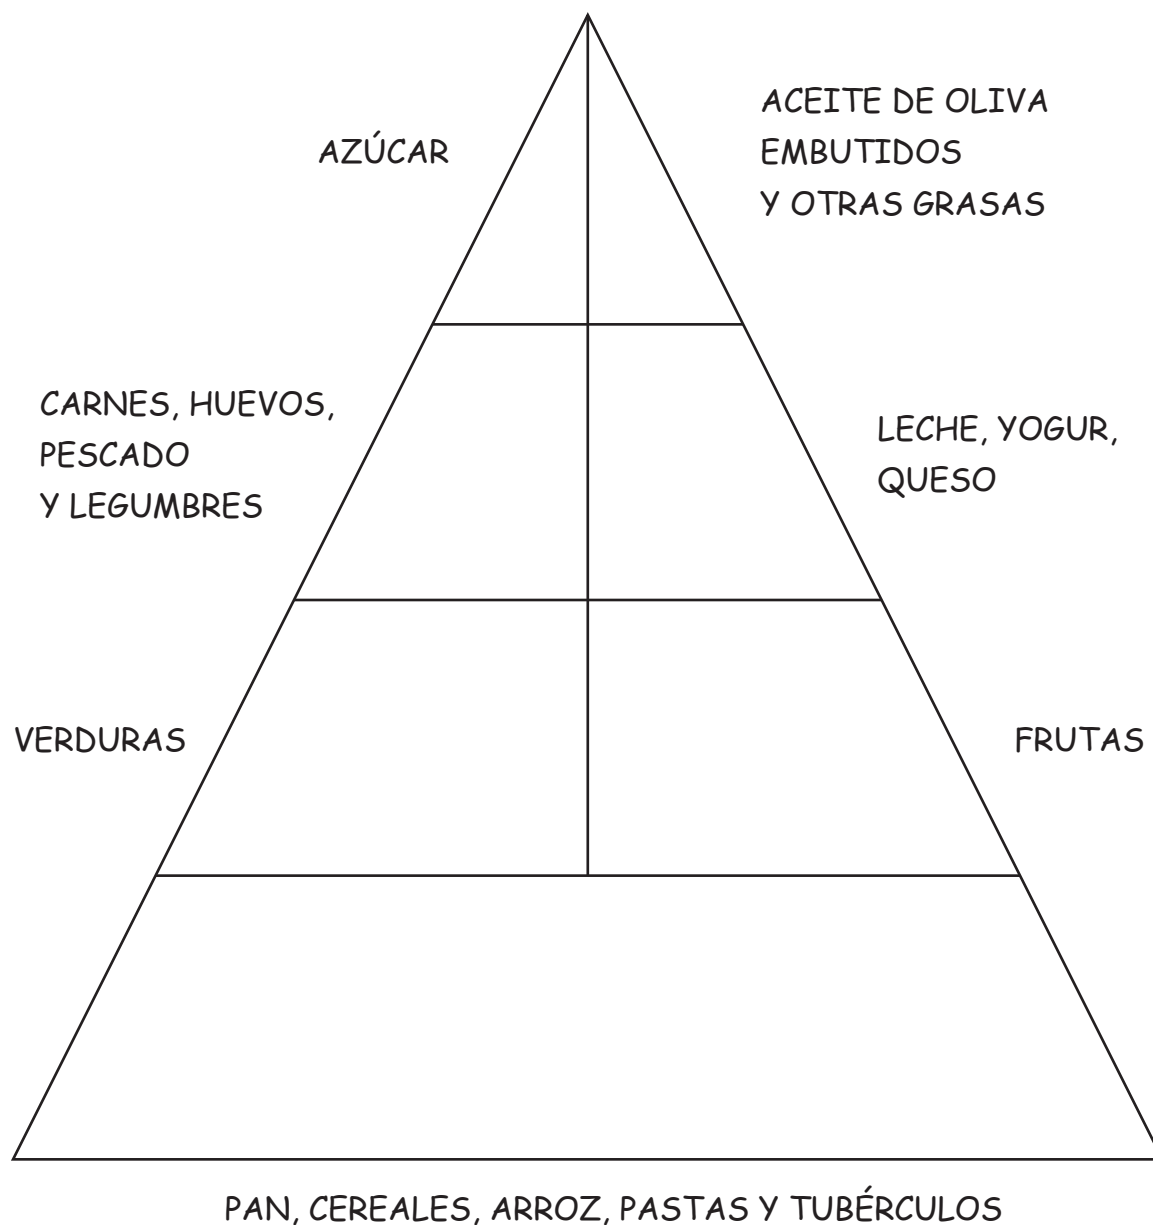 AZÚCAR
ACEITE DE OLIVA
EMBUTIDOS
Y OTRAS GRASAS
CARNES, HUEVOS,
PESCADO
Y LEGUMBRES
LECHE, YOGUR,
QUESO
VERDURAS
FRUTAS
PAN, CEREALES, ARROZ, PASTAS Y TUBÉRCULOS